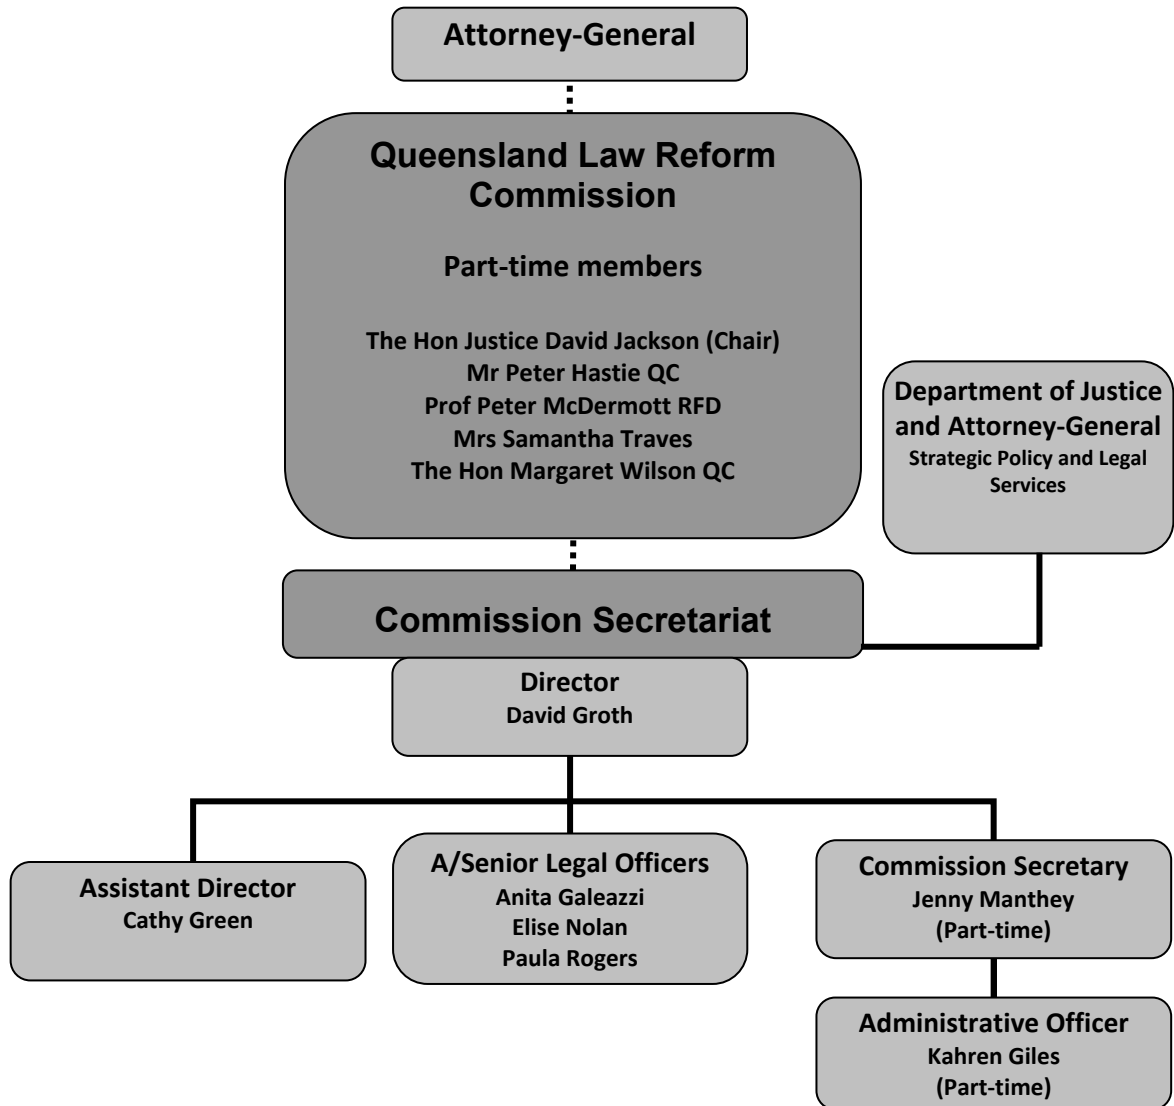 Attorney-General
Queensland Law Reform
Commission
Part-time members
The Hon Justice David Jackson (Chair)
Mr Peter Hastie QC
Prof Peter McDermott RFD
Mrs Samantha Traves
The Hon Margaret Wilson QC
Department of Justice
and Attorney-General
Strategic Policy and Legal
Services
Commission Secretariat
Director
David Groth
Assistant Director
Cathy Green
A/Senior Legal Officers
Anita Galeazzi
Elise Nolan
Paula Rogers
Commission Secretary
Jenny Manthey
(Part-time)
Administrative Officer
Kahren Giles
(Part-time)